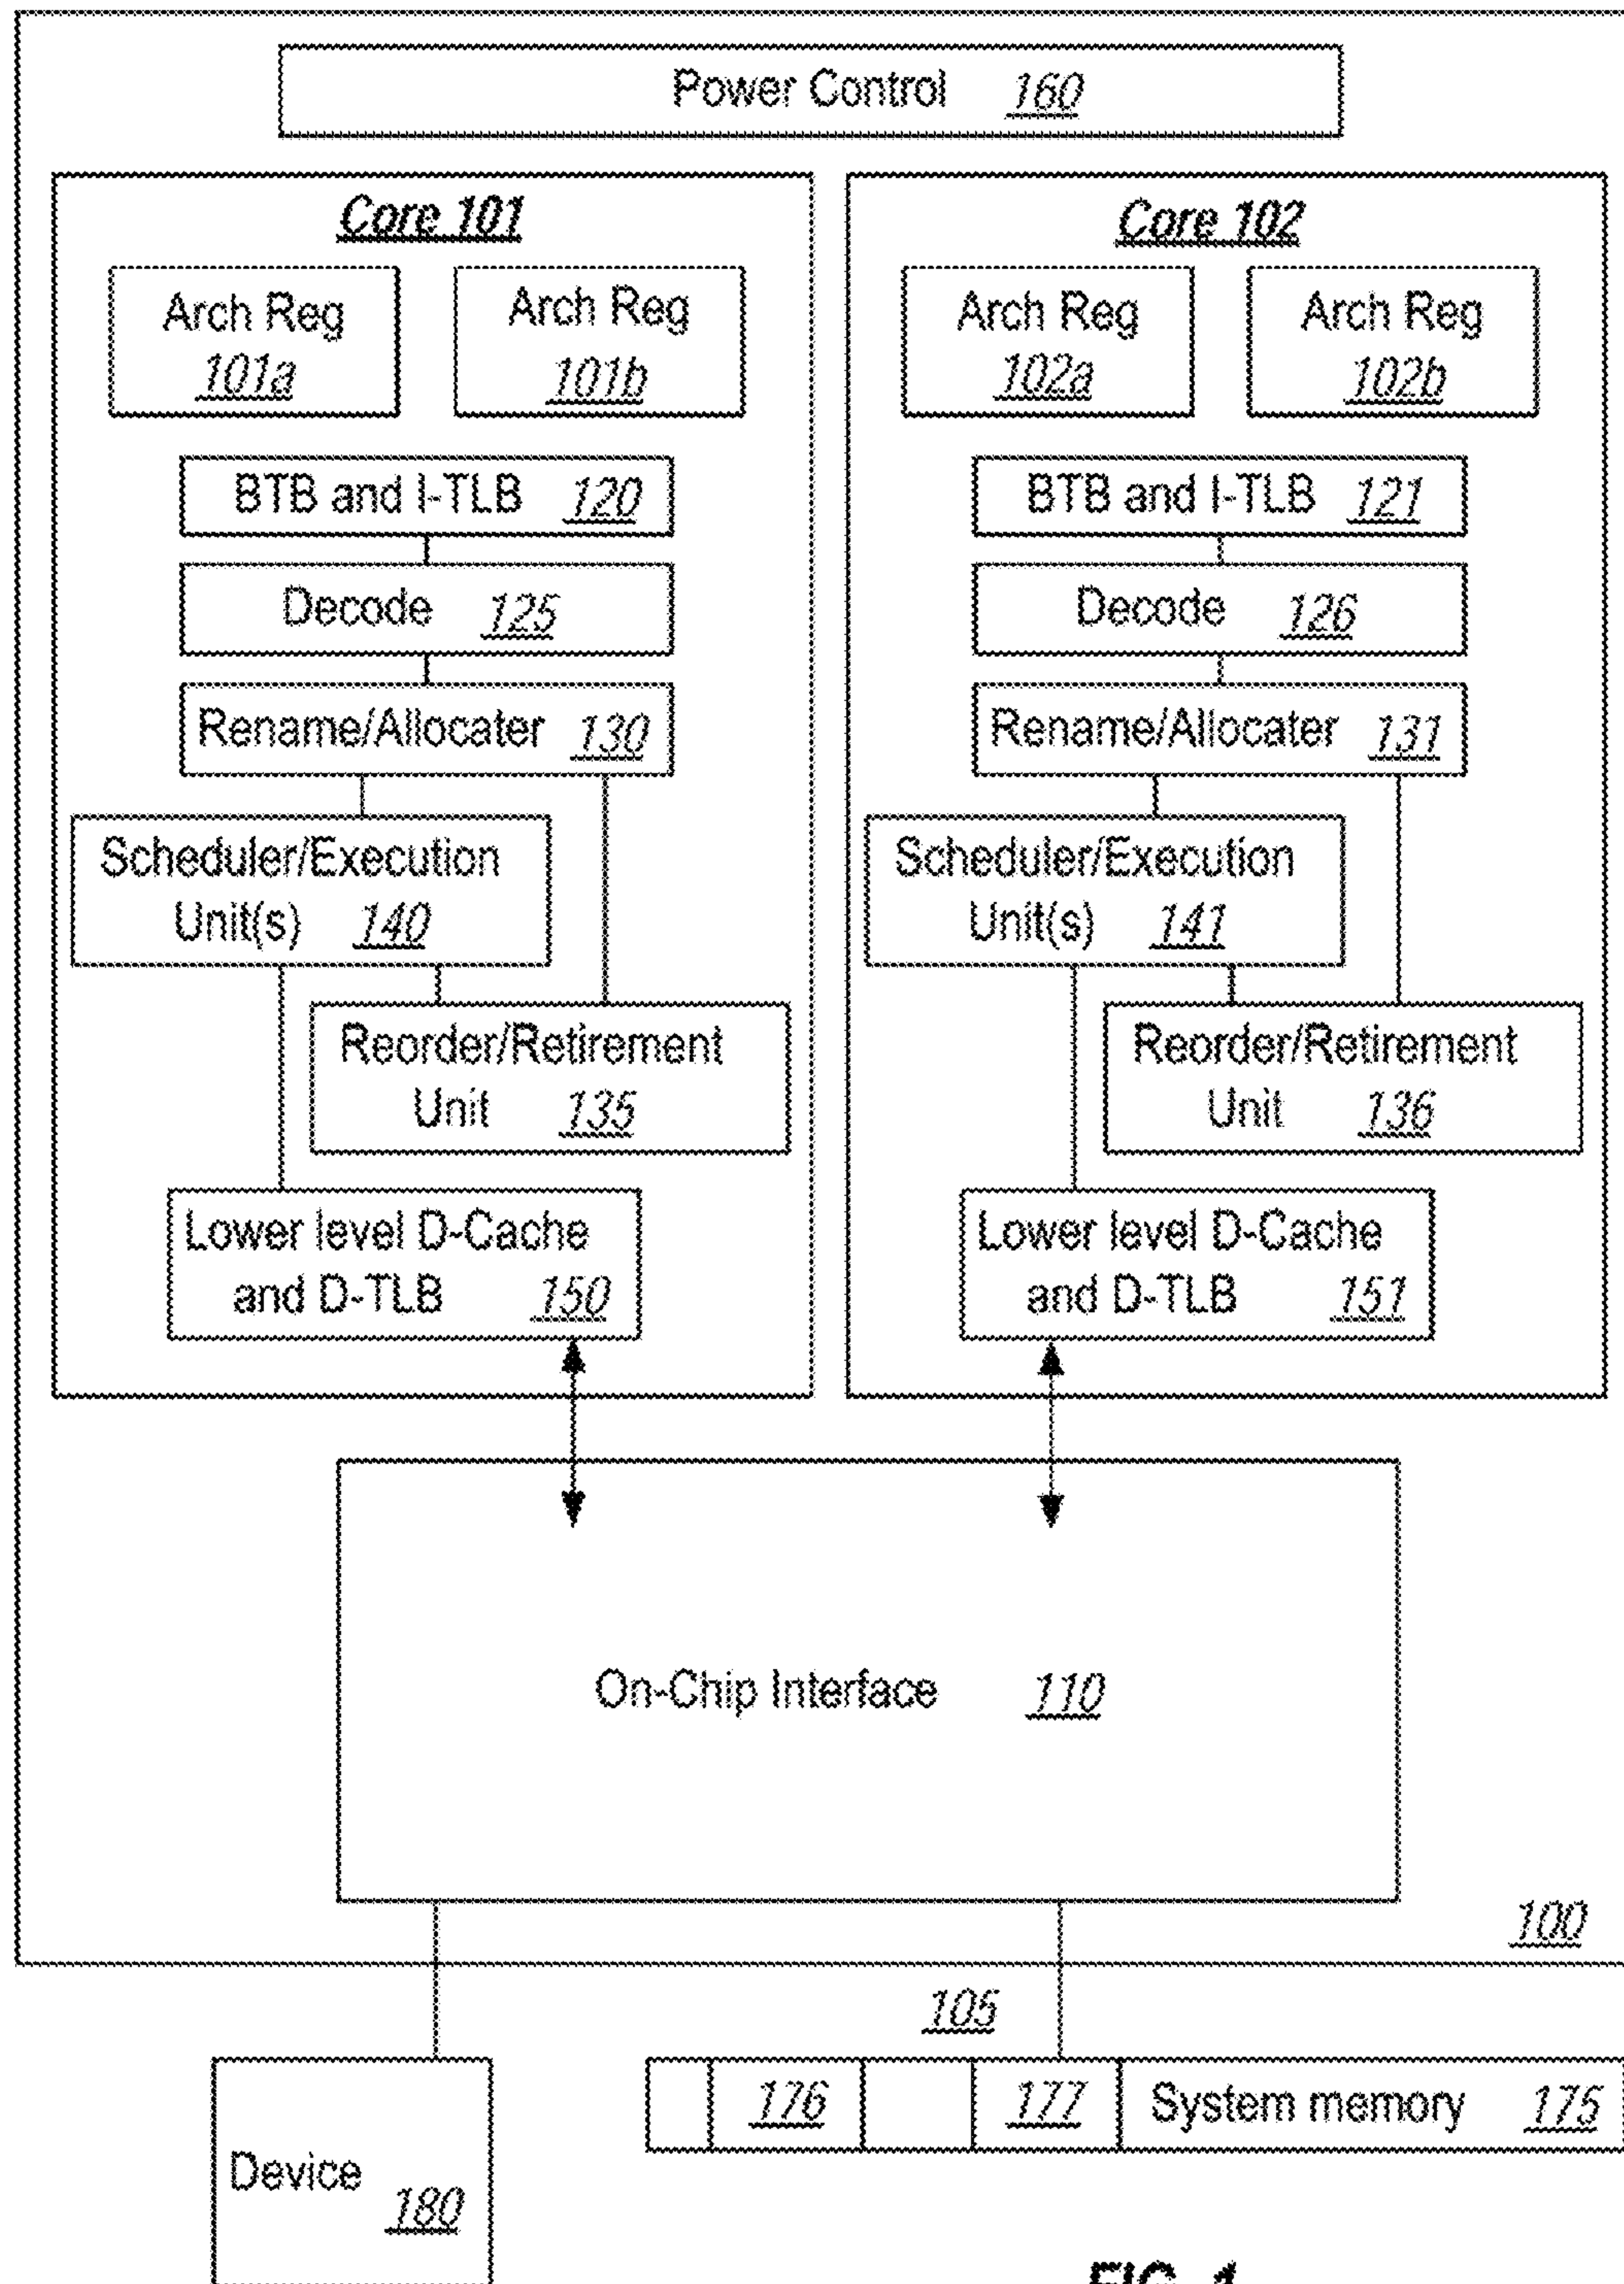 Power Control 160
Core 101
Arch Reg
101a
Arch Reg
101b
BTB and I-TLB 120
Decode 125
Rename/Allocater 130
Scheduler/Execution
Unit(s) 140
Reorder/Retirement
Unit 135
Lower level D-Cache
and D-TLB 150
Core 102
Arch Reg
102a
Arch Reg
102b
BTB and I-TLB 121
Decode 126
Rename/Allocater 131
Scheduler/Execution
Unit(s) 141
Reorder/Retirement
Unit 136
Lower level D-Cache
and D-TLB 151
On-Chip Interface 110
100
105
176 177 System memory 175
Device 180
FIG. 1